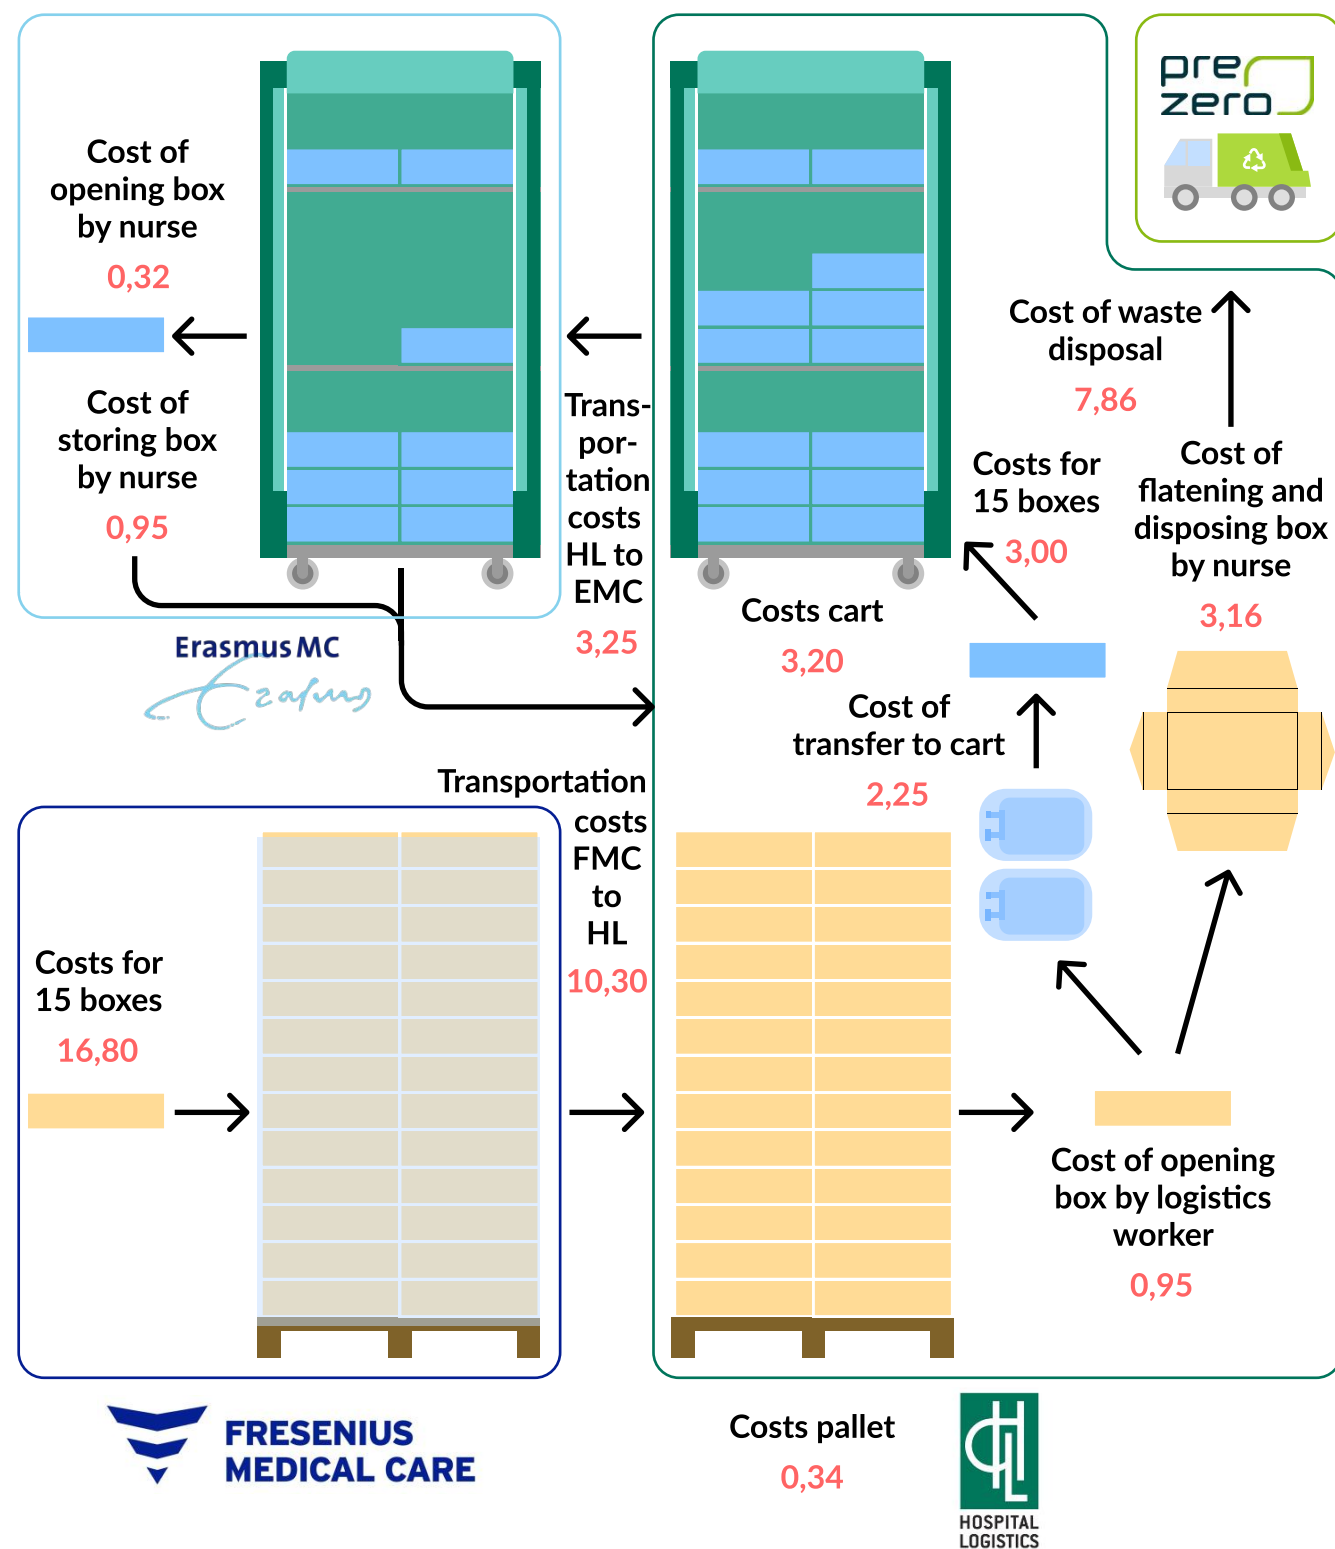 pre
zero
Cost of
opening box
by nurse
0,32
Cost of
storing box
by nurse
0,95
Trans-
por-
tation
costs
HL to
EMC
3,25
Cost of waste
disposal
7,86
Costs for
15 boxes
3,00
Cost of
flatening and
disposing box
by nurse
3,16
Costs cart
3,20
Erasmus MC
Erasmus
Cost of
transfer to cart
2,25
Transportation
costs
FMC
to
HL
10,30
Costs for
15 boxes
16,80
Cost of opening
box by logistics
worker
0,95
FRESENIUS
MEDICAL CARE
Costs pallet
0,34
HL
HOSPITAL
LOGISTICS